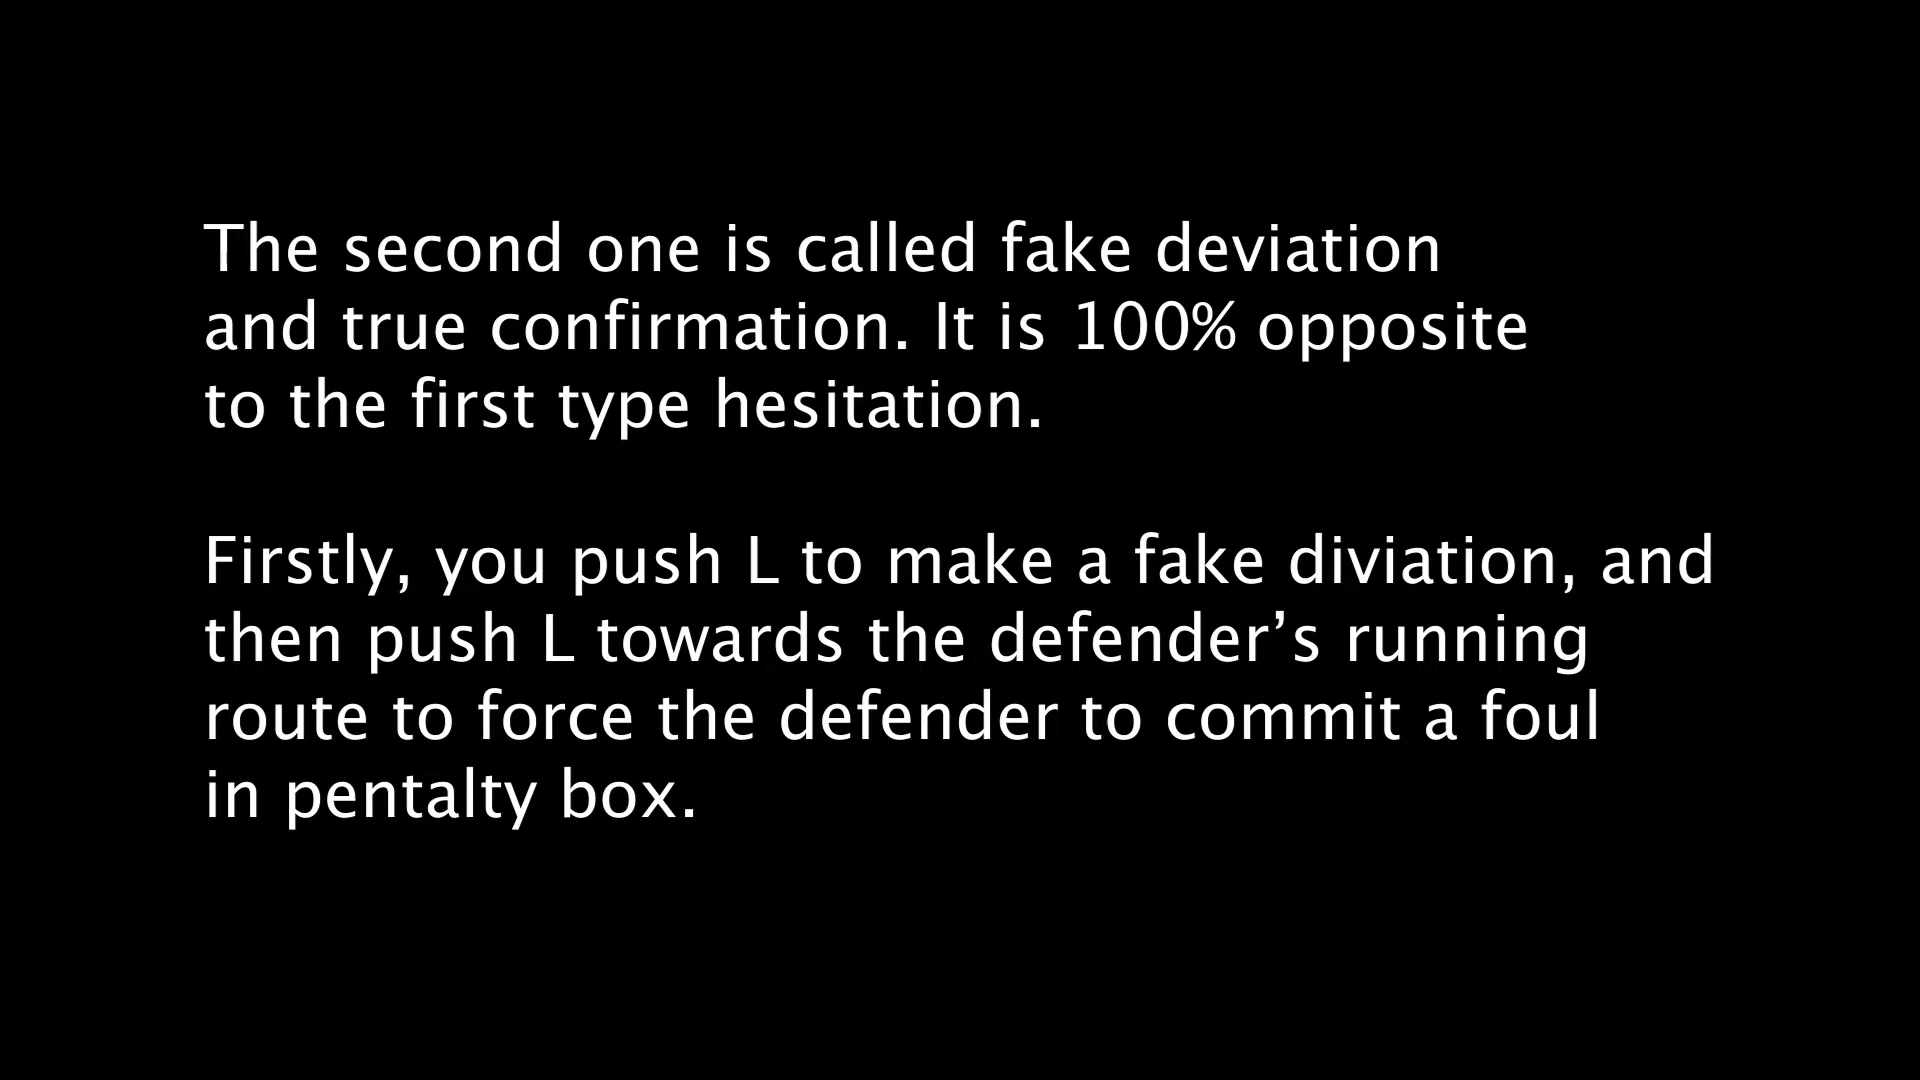 The second one is called fake deviation
and true confirmation. It is 100% opposite
to the first type hesitation.
Firstly, you push L to make a fake diviation, and
then push L towards the defender’s running
route to force the defender to commit a foul
in pentalty box.